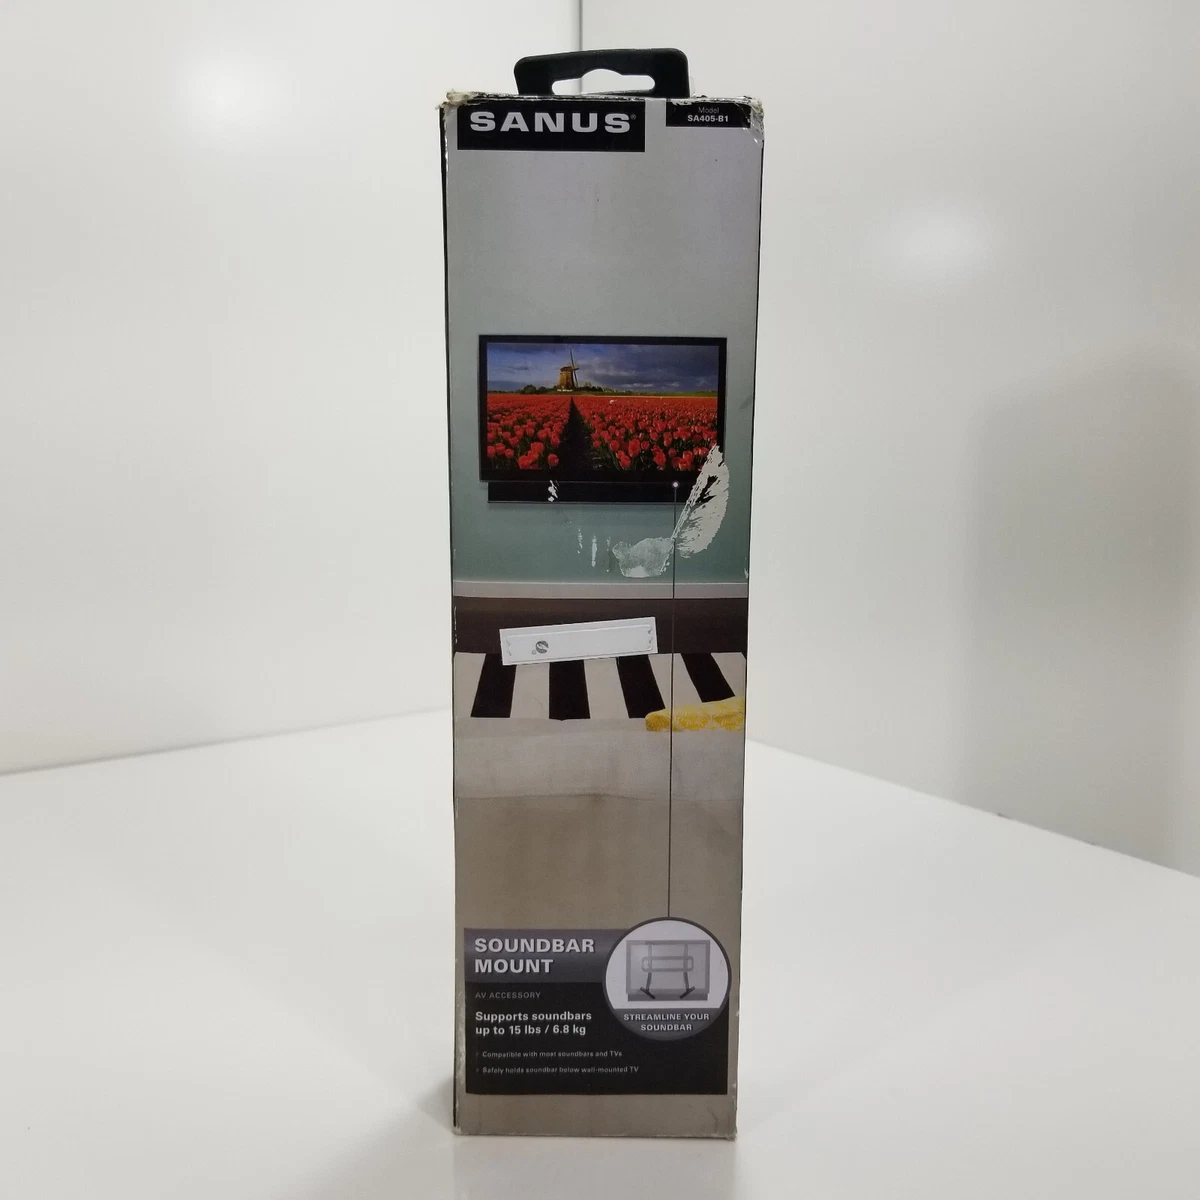 SANUS®
Model
SA405-B1
SOUNDBAR
MOUNT
AV ACCESSORY
Supports soundbars
up to 15 lbs / 6.8 kg
STREAMLINE YOUR
SOUNDBAR
› Compatible with most soundbars and TVs
› Safely holds soundbar below wall-mounted TV